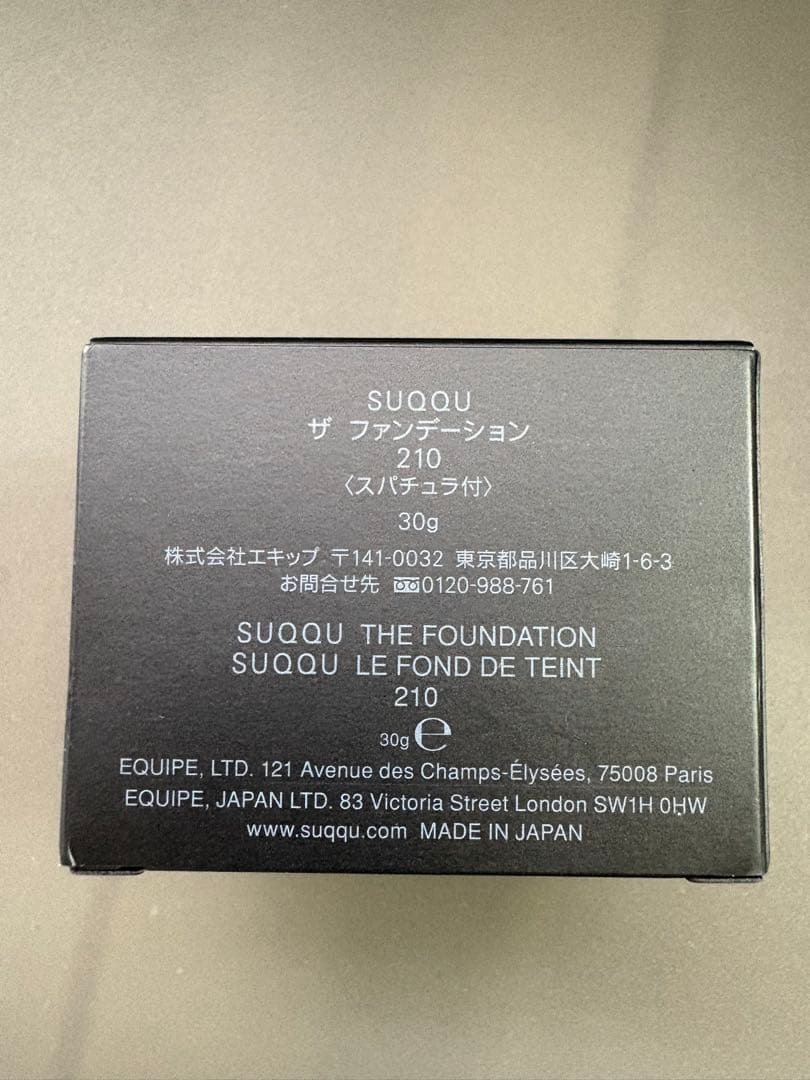 SUQQU
ザ ファンデーション
210
〈スパチュラ付〉
30g
株式会社エキップ 〒141-0032 東京都品川区大崎1-6-3
お問合せ先 0120-988-761
SUQQU THE FOUNDATION
SUQQU LE FOND DE TEINT
210
30g ℮
EQUIPE, LTD. 121 Avenue des Champs-Élysées, 75008 Paris
EQUIPE, JAPAN LTD. 83 Victoria Street London SW1H 0HW
www.suqqu.com MADE IN JAPAN